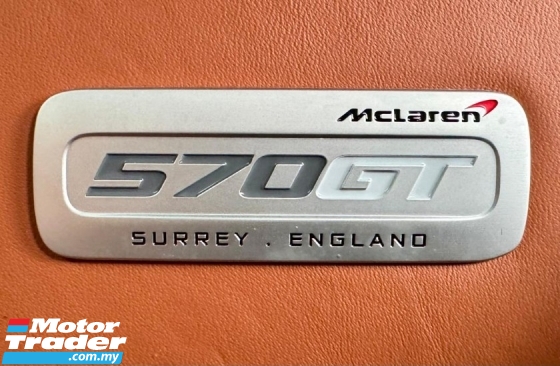 McLaren
570GT
SURREY . ENGLAND
Motor
Trader
.com.my